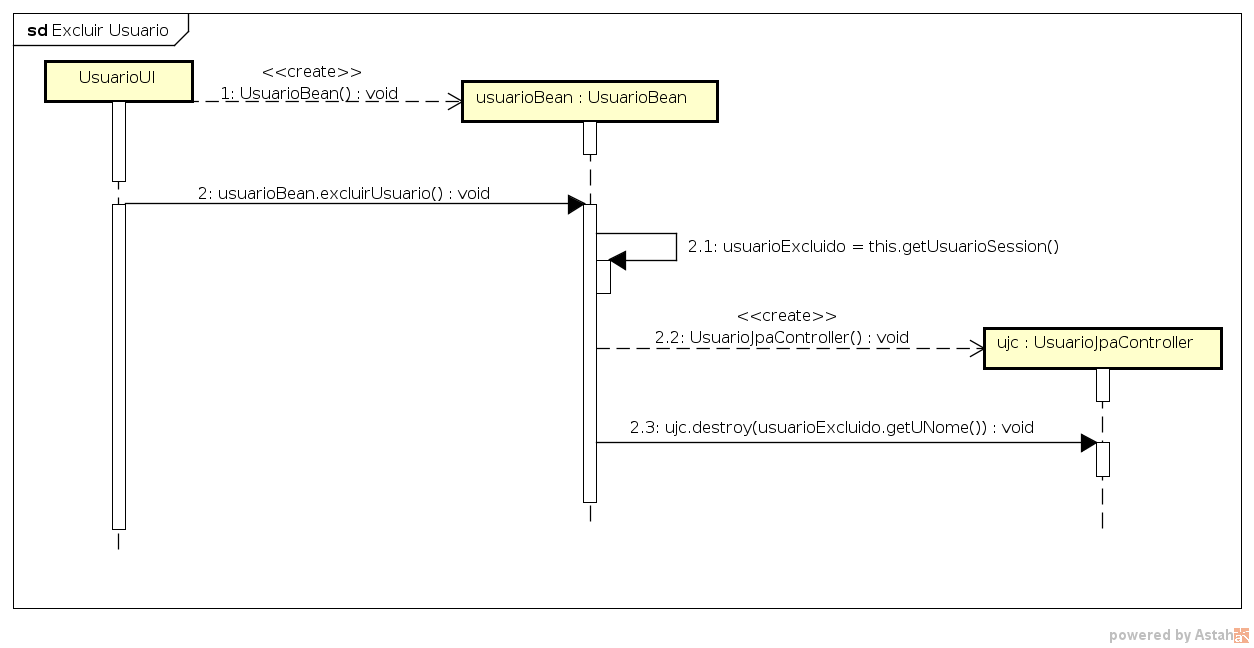 sd Excluir Usuario
UsuarioUI
<<create>>
1: UsuarioBean() : void
usuarioBean : UsuarioBean
2: usuarioBean.excluirUsuario() : void
2.1: usuarioExcluido = this.getUsuarioSession()
<<create>>
2.2: UsuarioJpaController() : void
ujc : UsuarioJpaController
2.3: ujc.destroy(usuarioExcluido.getUNome()) : void
powered by Astah